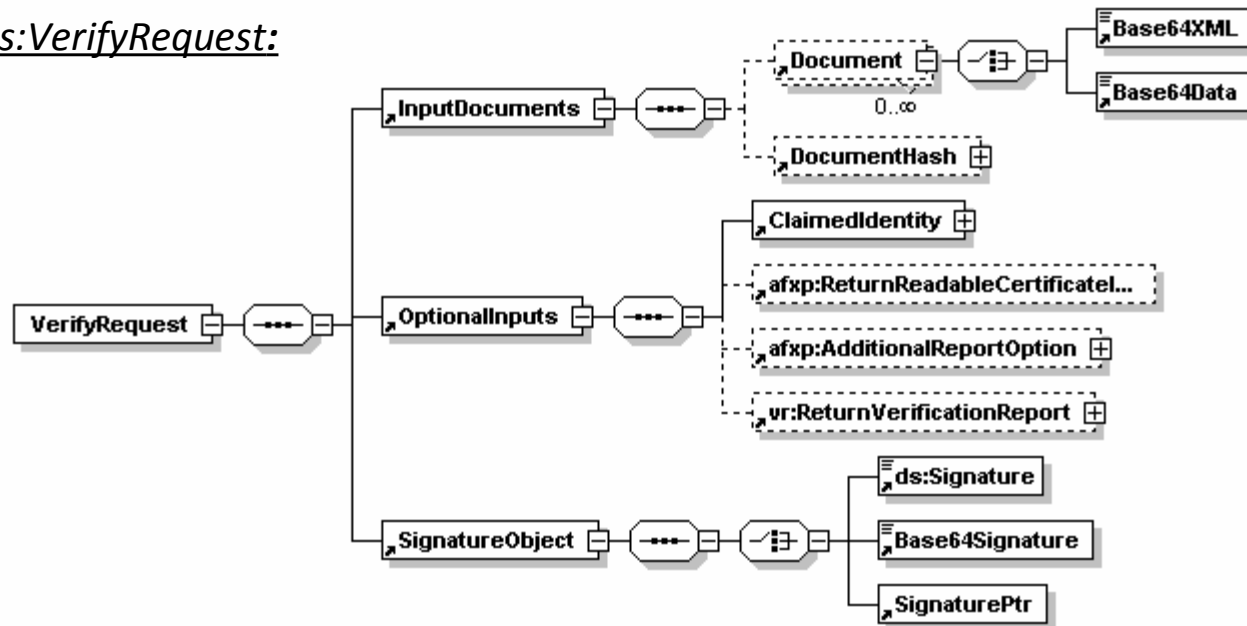 s:VerifyRequest:
Base64XML
Document
0..∞
Base64Data
InputDocuments
DocumentHash
ClaimedIdentity
afxp:ReturnReadableCertificateI...
VerifyRequest
OptionalInputs
afxp:AdditionalReportOption
vr:ReturnVerificationReport
ds:Signature
SignatureObject
Base64Signature
SignaturePtr